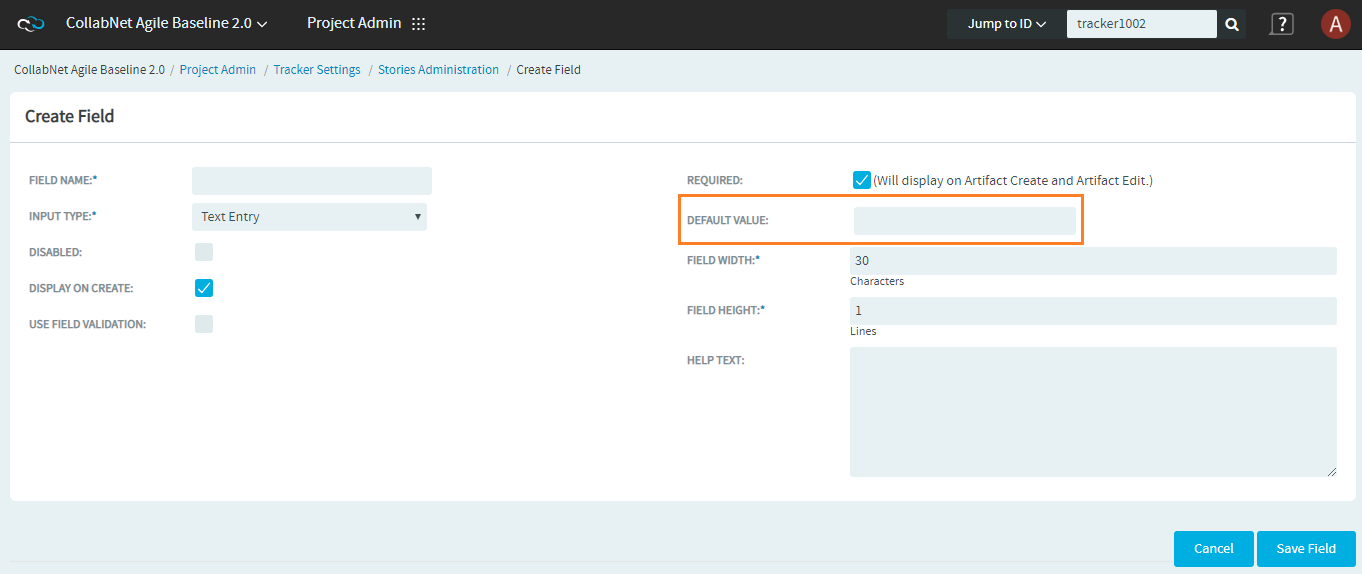 CollabNet Agile Baseline 2.0 Project Admin Jump to ID tracker1002 ? A
CollabNet Agile Baseline 2.0 / Project Admin / Tracker Settings / Stories Administration / Create Field
Create Field
FIELD NAME:*
INPUT TYPE:* Text Entry
DISABLED:
DISPLAY ON CREATE:
USE FIELD VALIDATION:
REQUIRED: (Will display on Artifact Create and Artifact Edit.)
DEFAULT VALUE:
FIELD WIDTH:* 30
Characters
FIELD HEIGHT:* 1
Lines
HELP TEXT:
Cancel Save Field